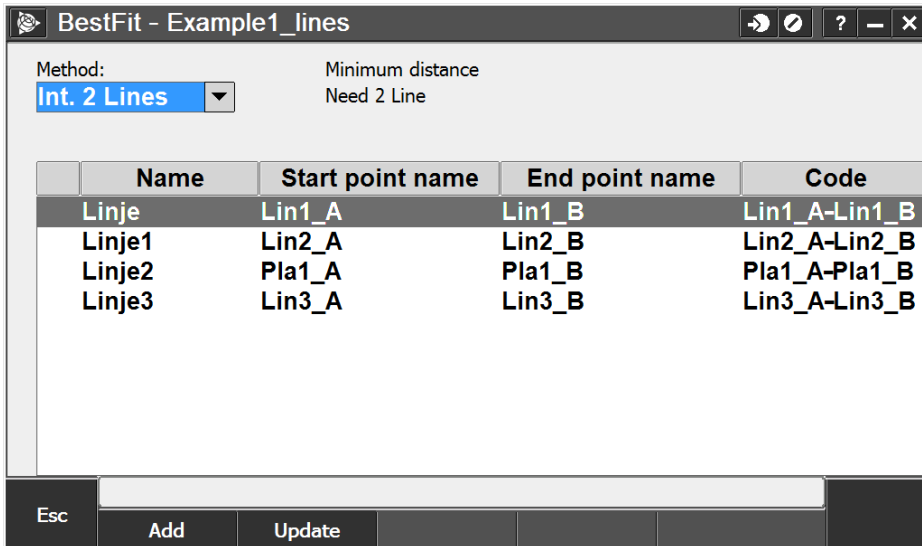 BestFit - Example1_lines ?
Method: Minimum distance
Int. 2 Lines Need 2 Line
Name Start point name End point name Code
Linje Lin1_A Lin1_B Lin1_A-Lin1_B
Linje1 Lin2_A Lin2_B Lin2_A-Lin2_B
Linje2 Pla1_A Pla1_B Pla1_A-Pla1_B
Linje3 Lin3_A Lin3_B Lin3_A-Lin3_B
Esc Add Update